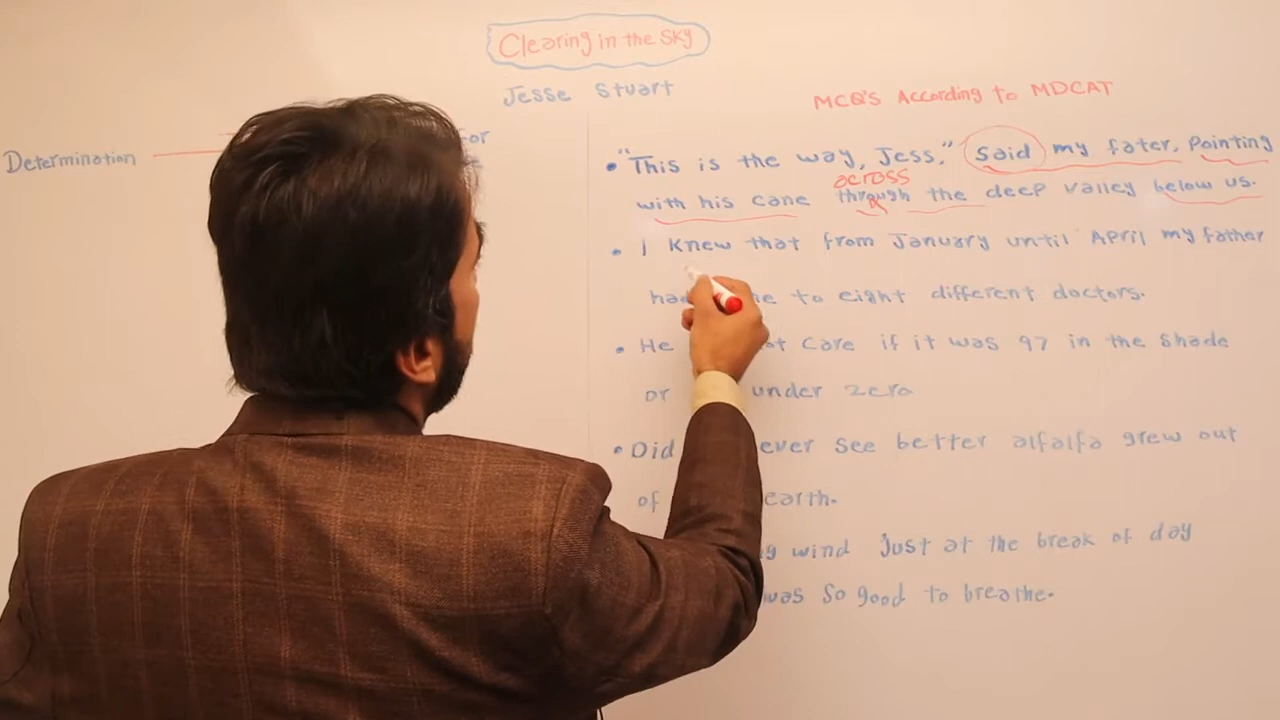 Clearing in the Sky
Jesse Stuart
MCQ'S According to MDCAT
Determination
• "This is the way, Jess," said my fater, Pointing
across
with his cane through the deep valley below us.
• I knew that from January until April my father
to eight different doctors.
• He care if it was 97 in the shade
or under zero
• Did ever see better alfalfa grew out
of earth.
wind Just at the break of day
was so good to breathe.